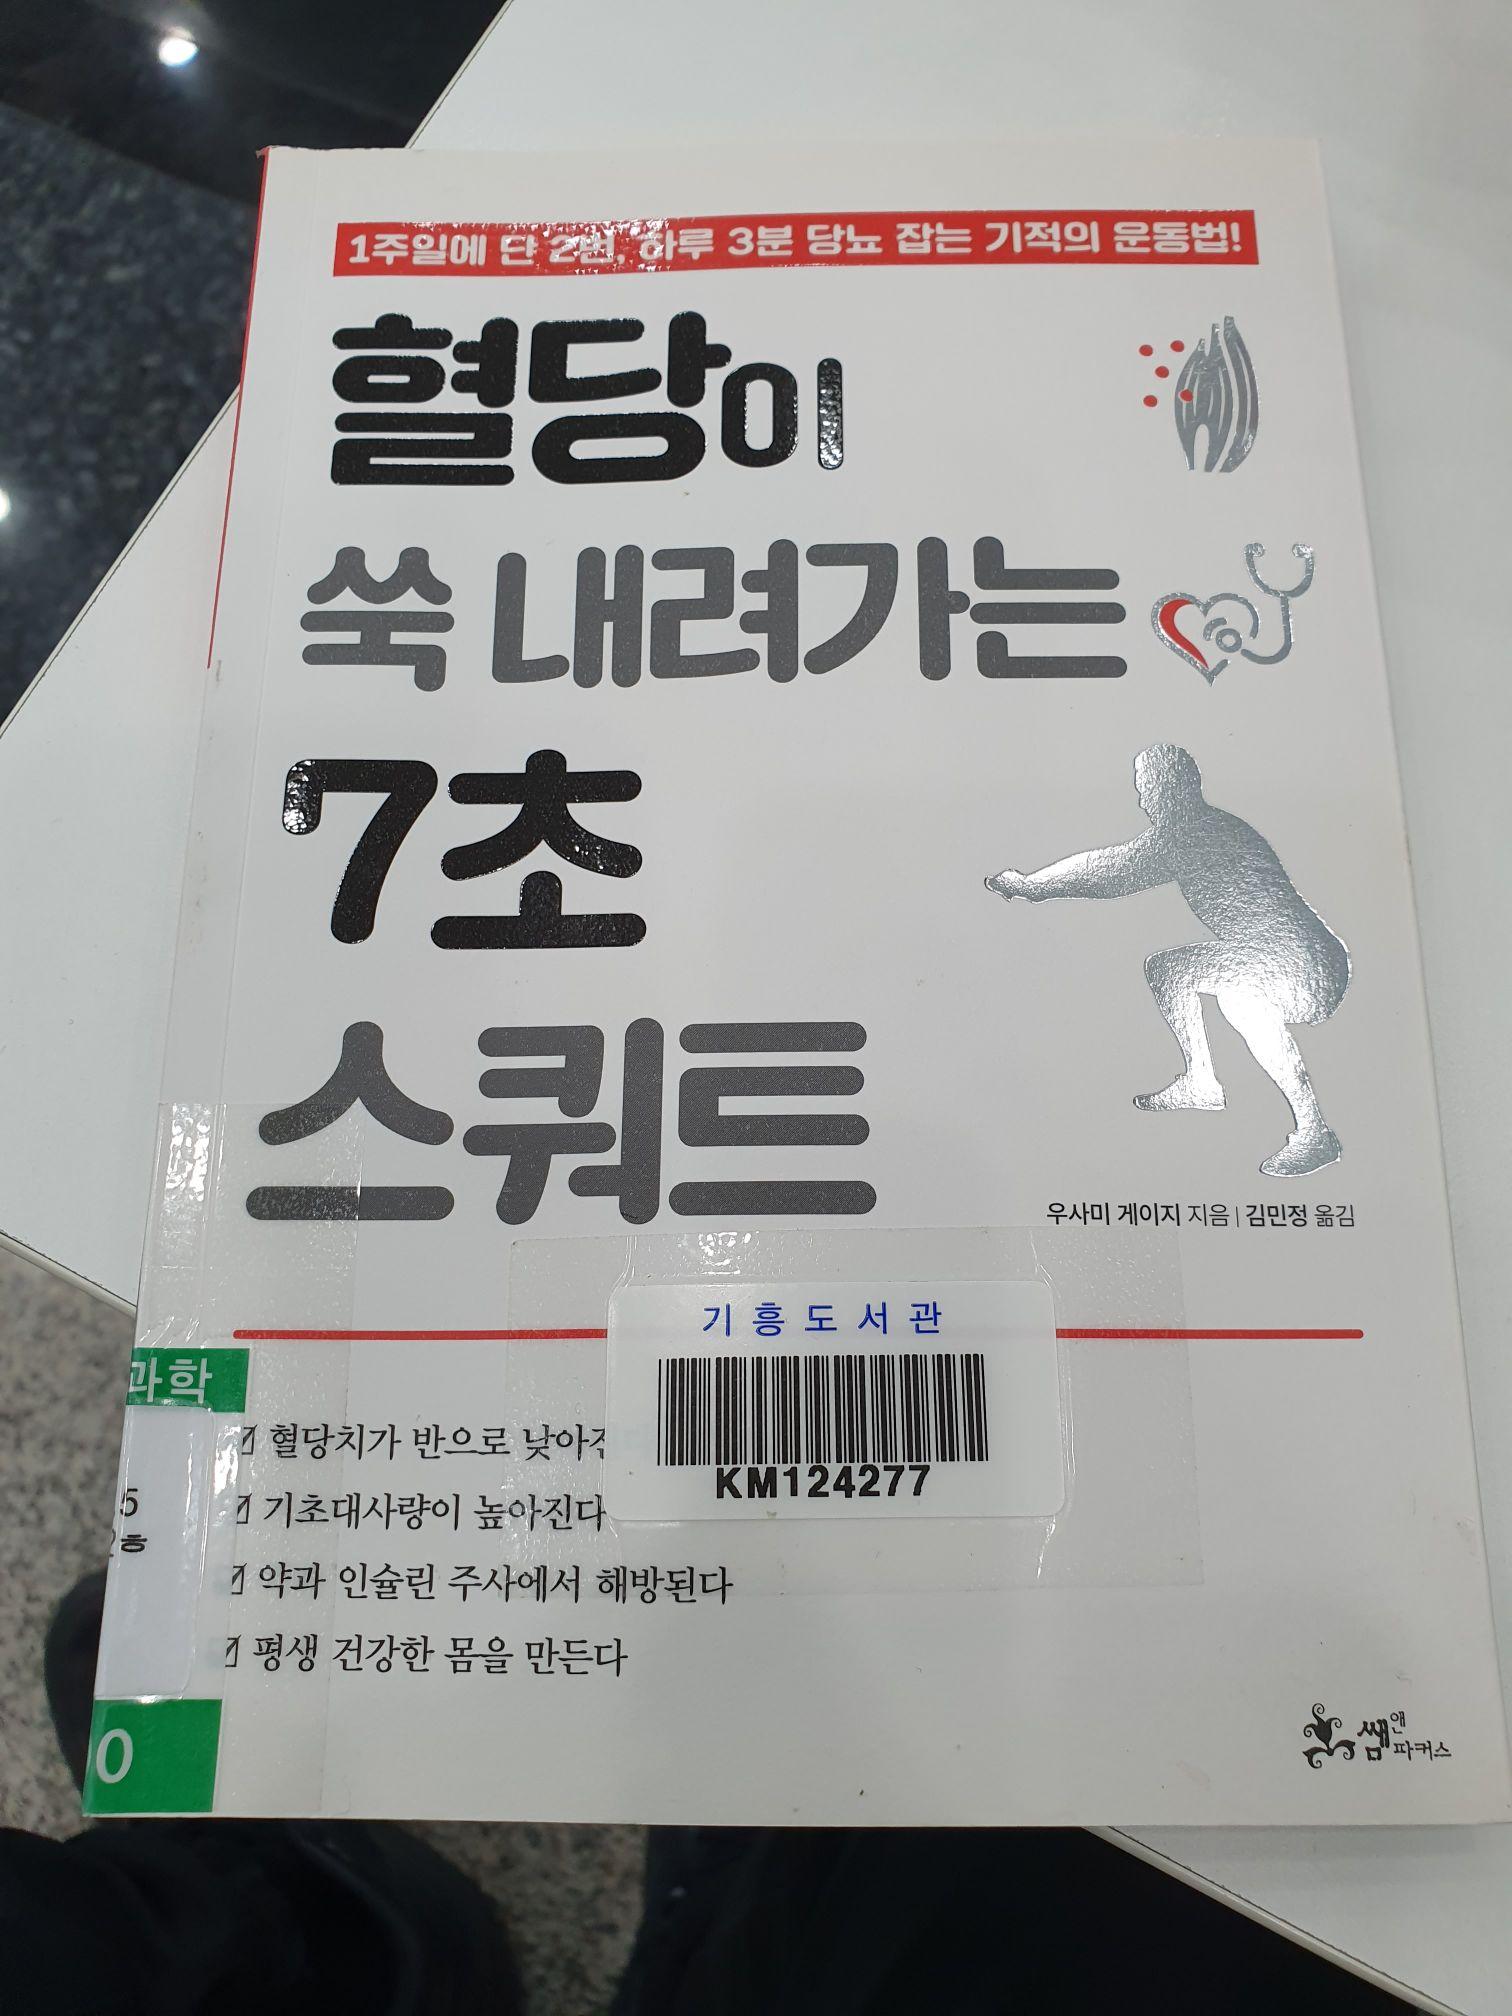 1주일에 단 2번, 하루 3분 당뇨 잡는 기적의 운동법!
혈당이
쑥 내려가는
7초
스쿼트
우사미 게이지 지음 | 김민정 옮김
기흥도서관
KM124277
과학
5
2ㅎ
0
혈당치가 반으로 낮아진
기초대사량이 높아진다
약과 인슐린 주사에서 해방된다
평생 건강한 몸을 만든다
쌤앤파커스